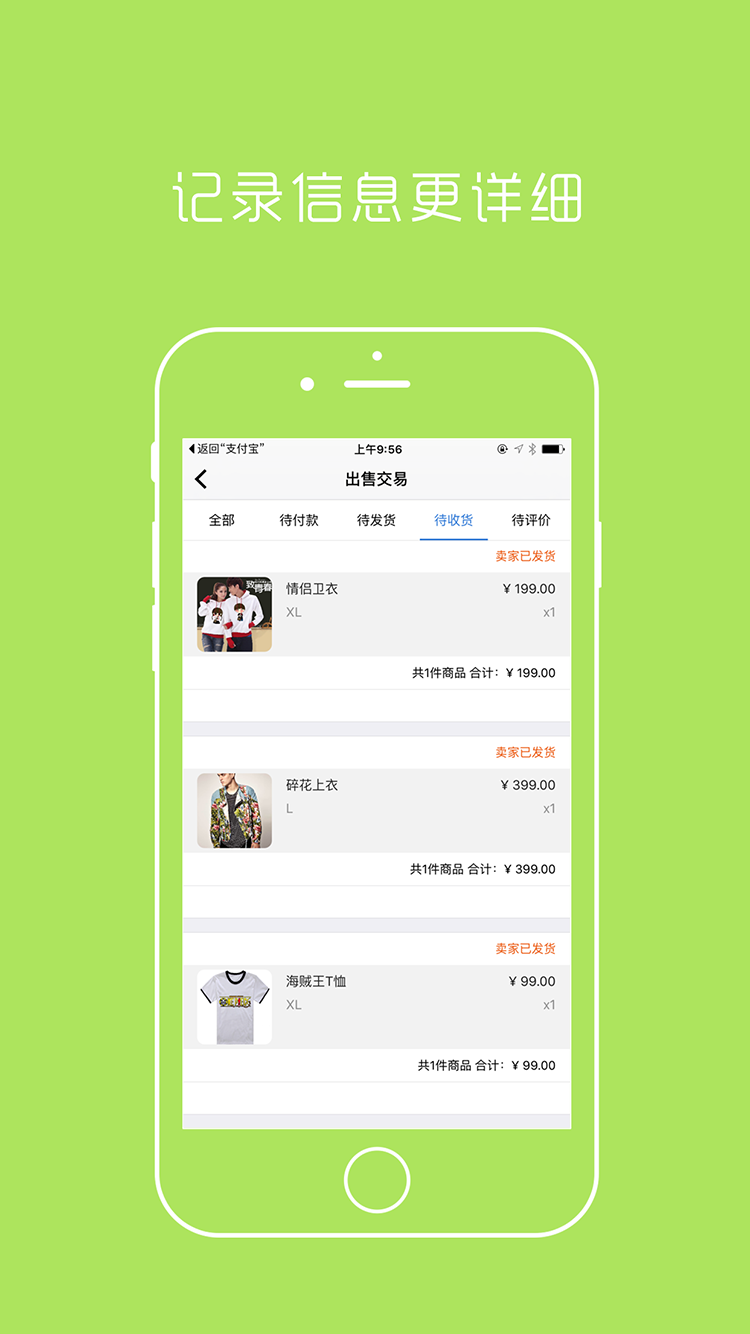 记录信息更详细
返回“支付宝” 上午9:56
出售交易
全部 待付款 待发货 待收货 待评价
卖家已发货
致青春
情侣卫衣 ¥ 199.00
XL x1
共1件商品 合计：¥ 199.00
卖家已发货
碎花上衣 ¥ 399.00
L x1
共1件商品 合计：¥ 399.00
卖家已发货
海贼王T恤 ¥ 99.00
XL x1
共1件商品 合计：¥ 99.00